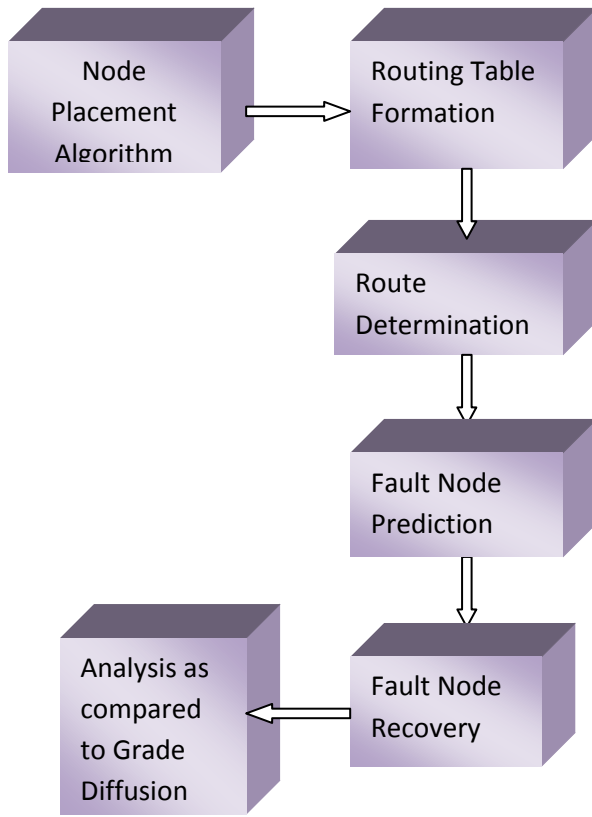 Node
Placement
Algorithm
Routing Table
Formation
Route
Determination
Fault Node
Prediction
Fault Node
Recovery
Analysis as
compared
to Grade
Diffusion